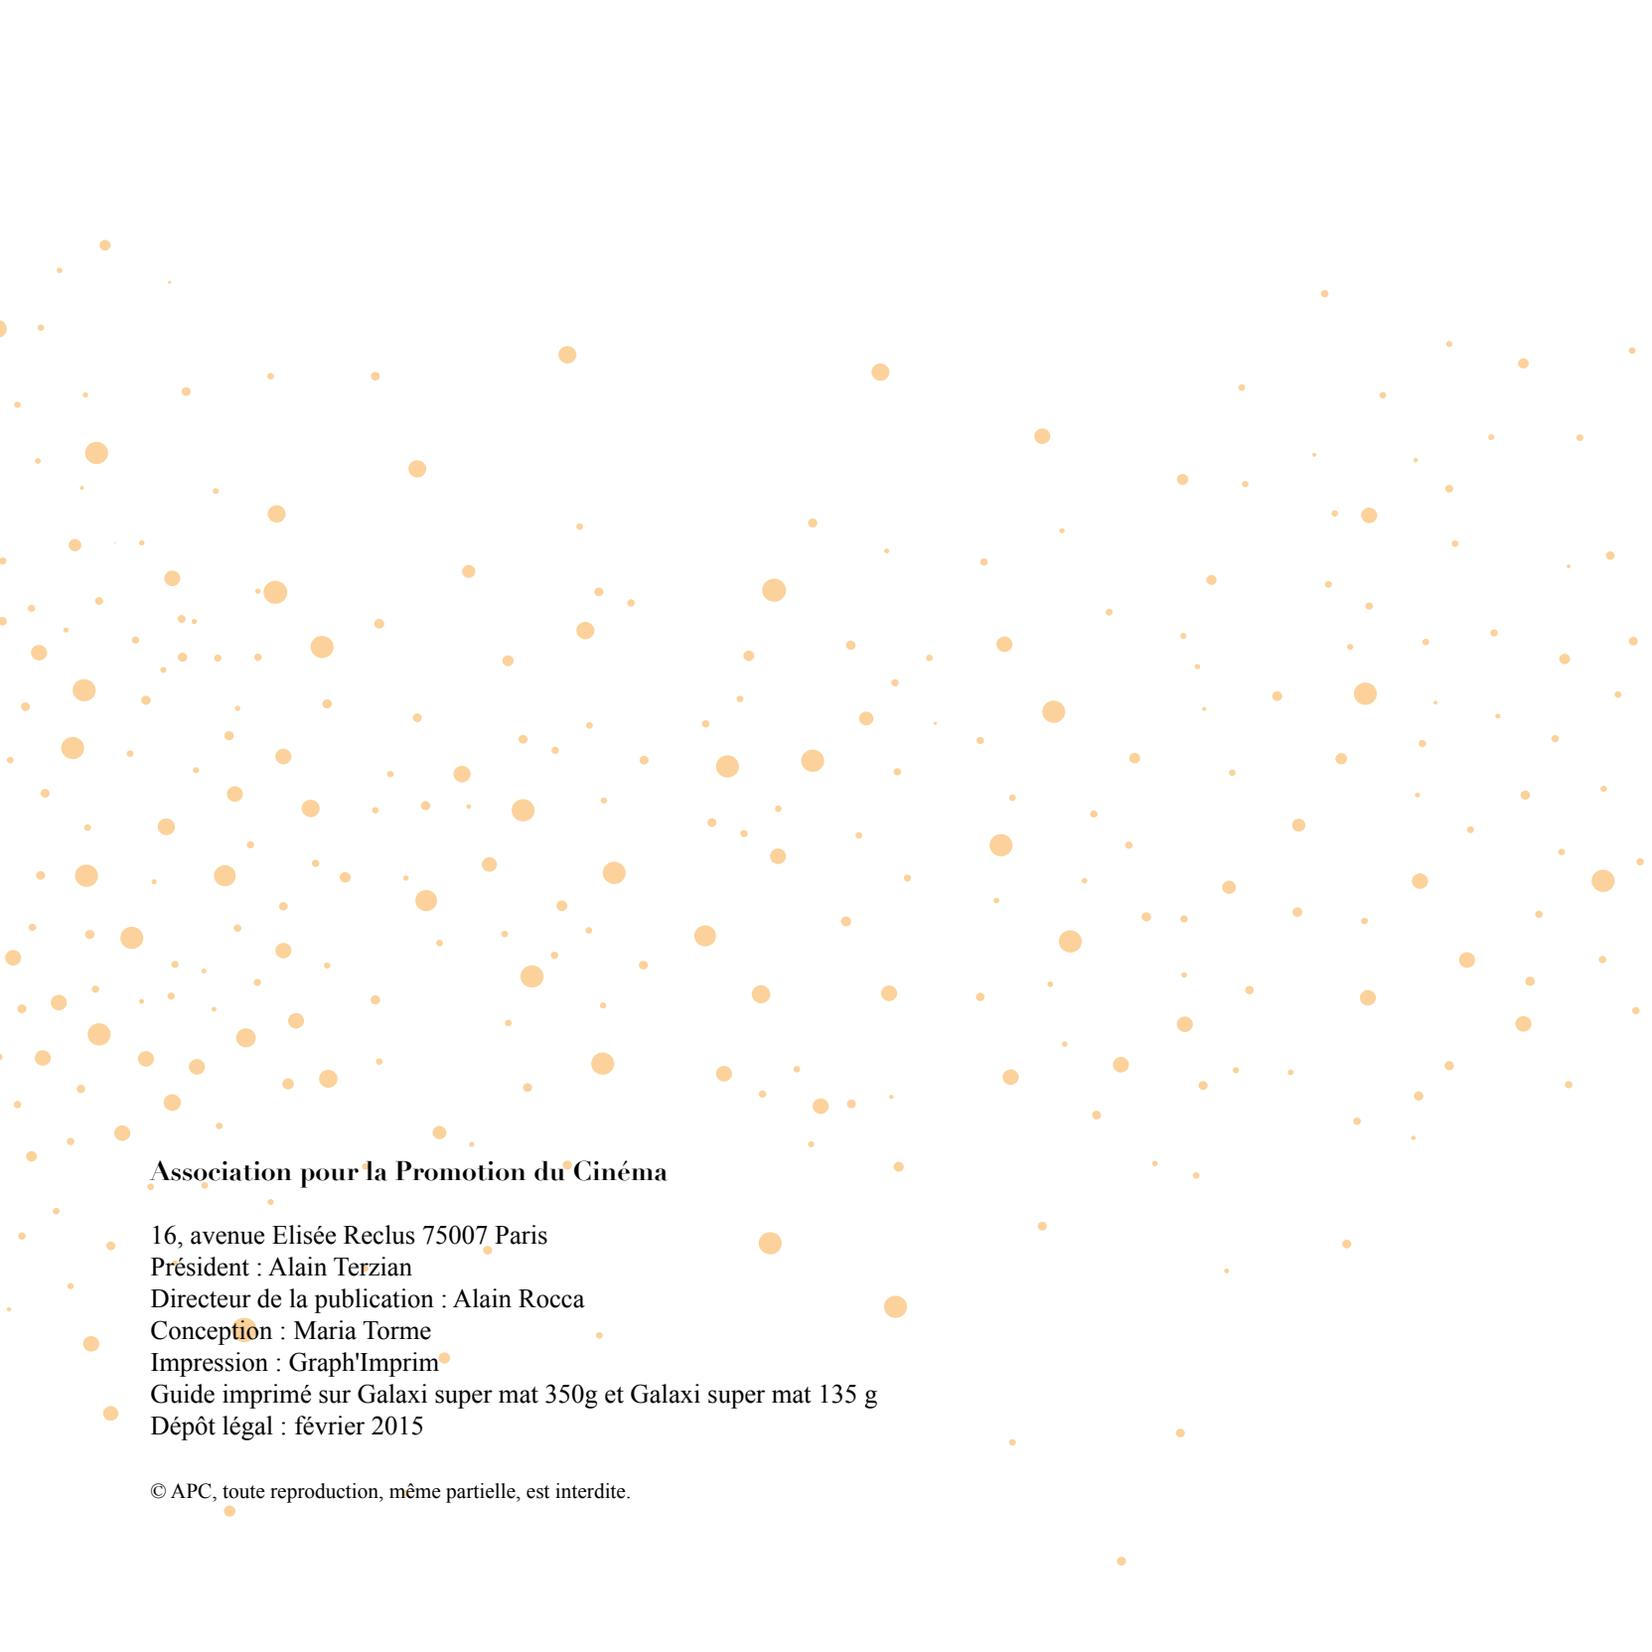 Association pour la Promotion du Cinéma
16, avenue Elisée Reclus 75007 Paris
Président : Alain Terzian
Directeur de la publication : Alain Rocca
Conception : Maria Torme
Impression : Graph'Imprim
Guide imprimé sur Galaxi super mat 350g et Galaxi super mat 135 g
Dépôt légal : février 2015
© APC, toute reproduction, même partielle, est interdite.